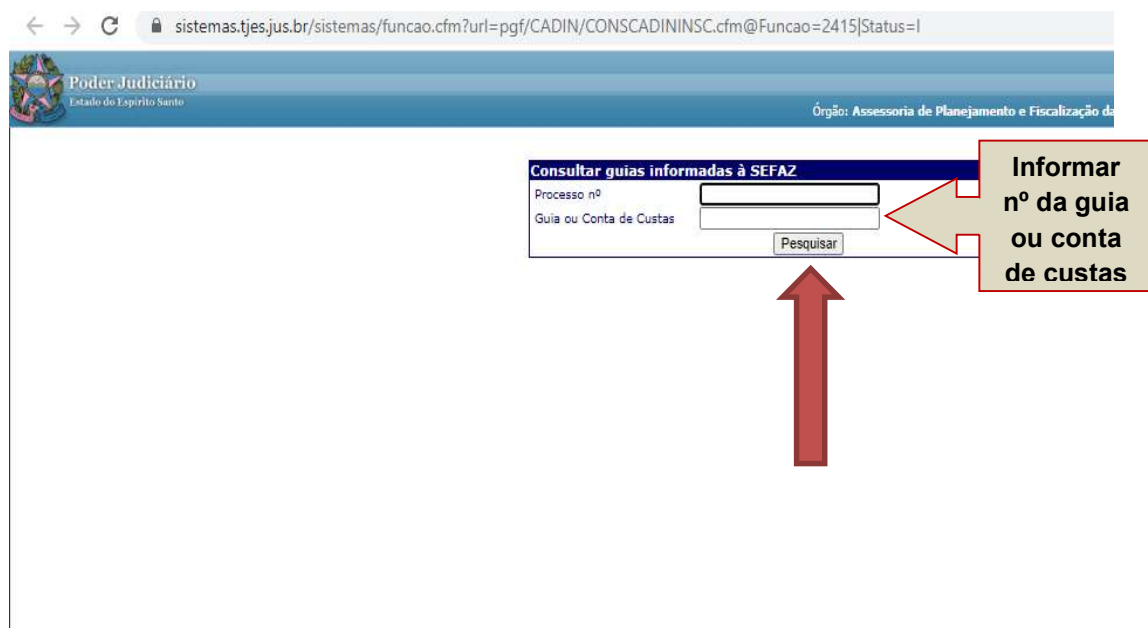 sistemas.tjes.jus.br/sistemas/funcao.cfm?url=pgf/CADIN/CONSCADININSC.cfm@Funcao=2415|Status=I
Poder Judiciário
Estado do Espírito Santo
Órgão: Assessoria de Planejamento e Fiscalização da
Consultar guias informadas à SEFAZ
Processo nº
Guia ou Conta de Custas
Pesquisar
Informar
nº da guia
ou conta
de custas